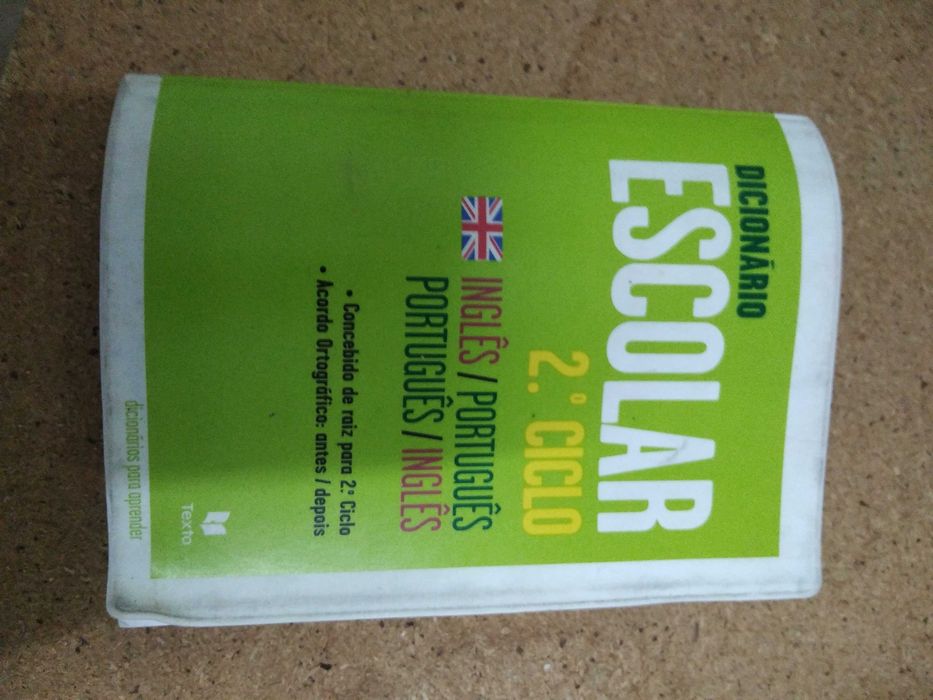 DICIONÁRIO
ESCOLAR
2.º CICLO
INGLÊS / PORTUGUÊS
PORTUGUÊS / INGLÊS
• Concebido de raiz para 2.º Ciclo
• Acordo Ortográfico: antes / depois
Texto
dicionários para aprender